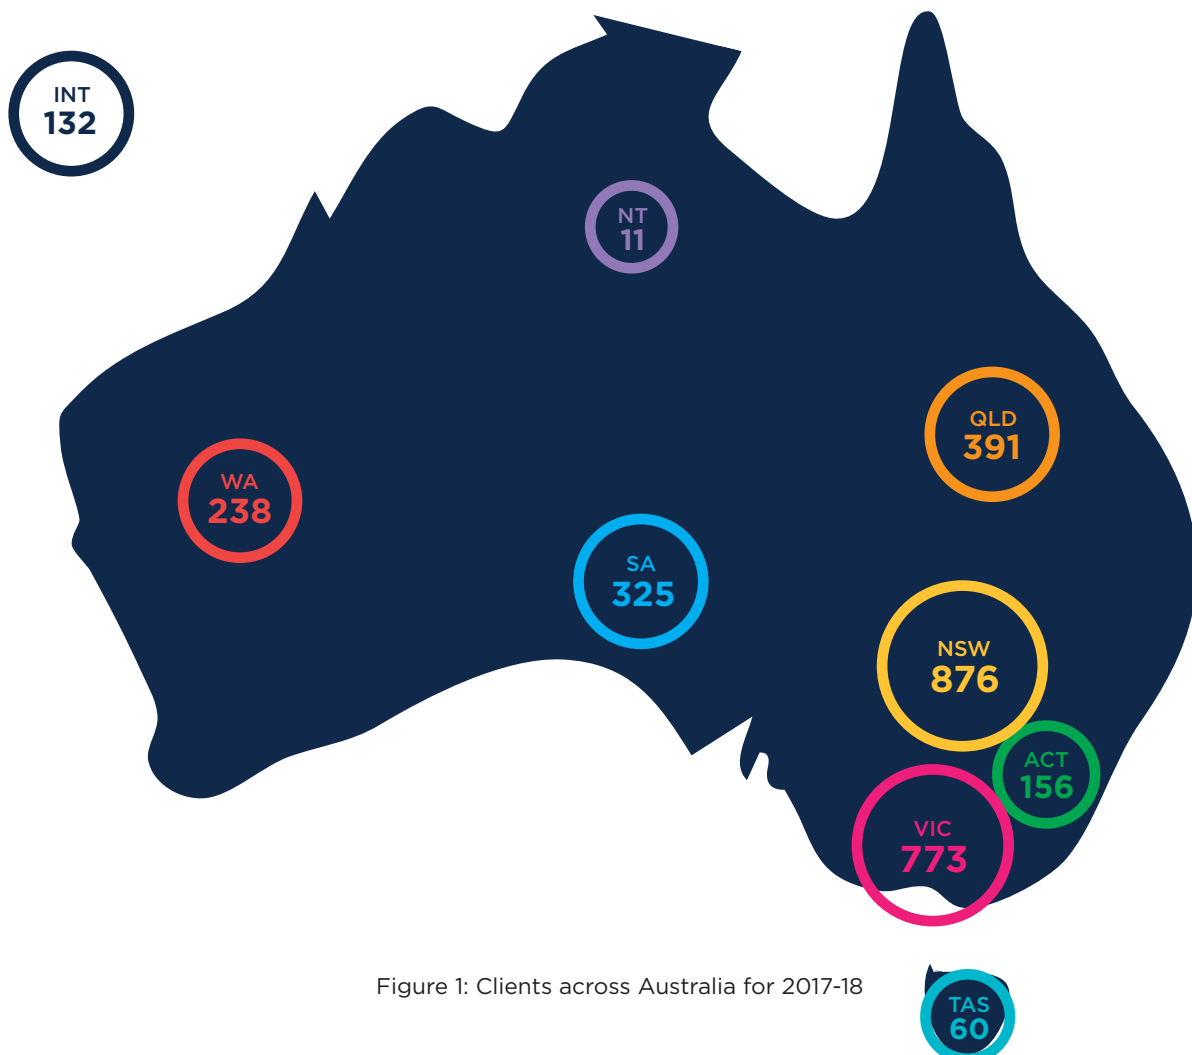 INT
132
NT
11
QLD
391
WA
238
SA
325
NSW
876
ACT
156
VIC
773
Figure 1: Clients across Australia for 2017-18
TAS
60